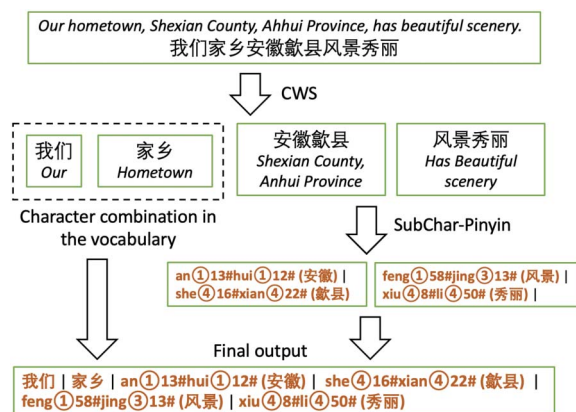 Our hometown, Shexian County, Ahhui Province, has beautiful scenery.
我们家乡安徽歙县风景秀丽
CWS
我们
Our
家乡
Hometown
安徽歙县
Shexian County,
Anhui Province
风景秀丽
Has Beautiful
scenery
Character combination in
the vocabulary
SubChar-Pinyin
an①13#hui①12# (安徽) |
she④16#xian④22# (歙县)
feng①58#jing③13# (风景) |
xiu④8#li④50# (秀丽) |
Final output
我们 | 家乡 | an①13#hui①12# (安徽) | she④16#xian④22# (歙县) |
feng①58#jing③13# (风景) | xiu④8#li④50# (秀丽)